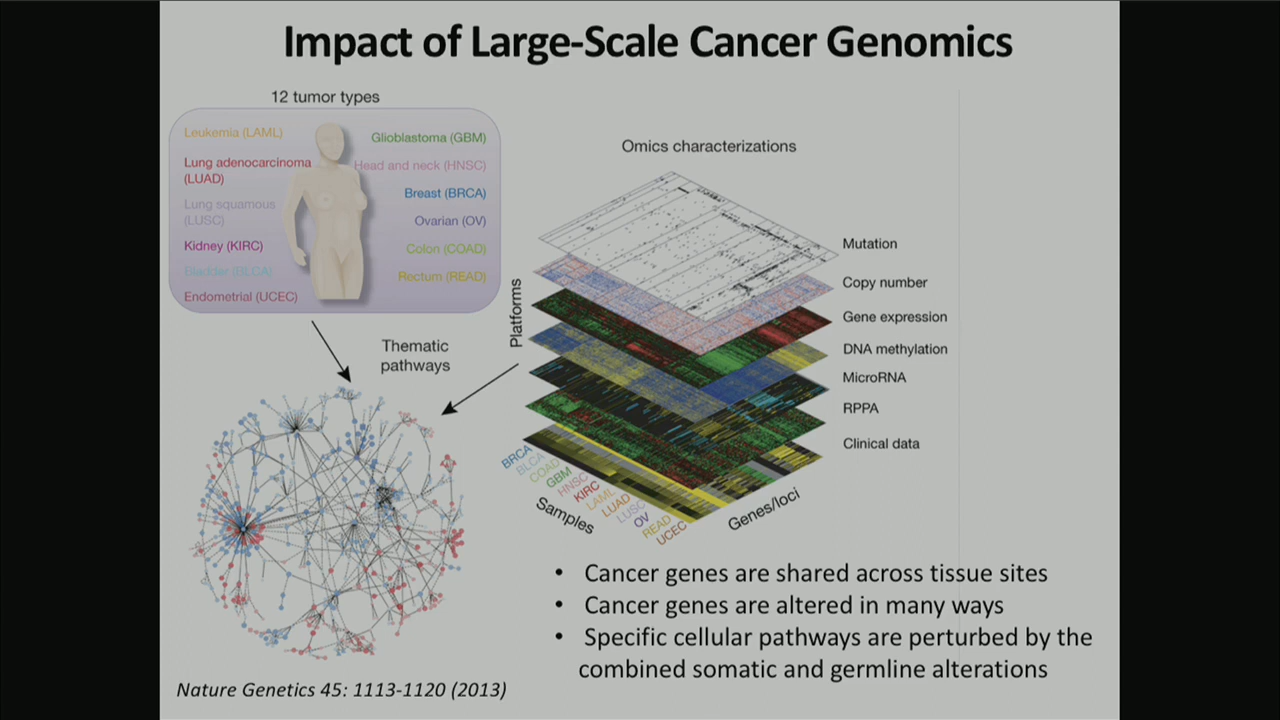 Impact of Large-Scale Cancer Genomics
12 tumor types
Leukemia (LAML)
Lung adenocarcinoma
(LUAD)
Lung squamous
(LUSC)
Kidney (KIRC)
Bladder (BLCA)
Endometrial (UCEC)
Glioblastoma (GBM)
Head and neck (HNSC)
Breast (BRCA)
Ovarian (OV)
Colon (COAD)
Rectum (READ)
Thematic
pathways
Omics characterizations
Platforms
Mutation
Copy number
Gene expression
DNA methylation
MicroRNA
RPPA
Clinical data
BRCA
BLCA
COAD
GBM
HNSC
KIRC
LAML
LUAD
LUSC
OV
READ
UCEC
Samples
Genes/loci
• Cancer genes are shared across tissue sites
• Cancer genes are altered in many ways
• Specific cellular pathways are perturbed by the
combined somatic and germline alterations
Nature Genetics 45: 1113-1120 (2013)